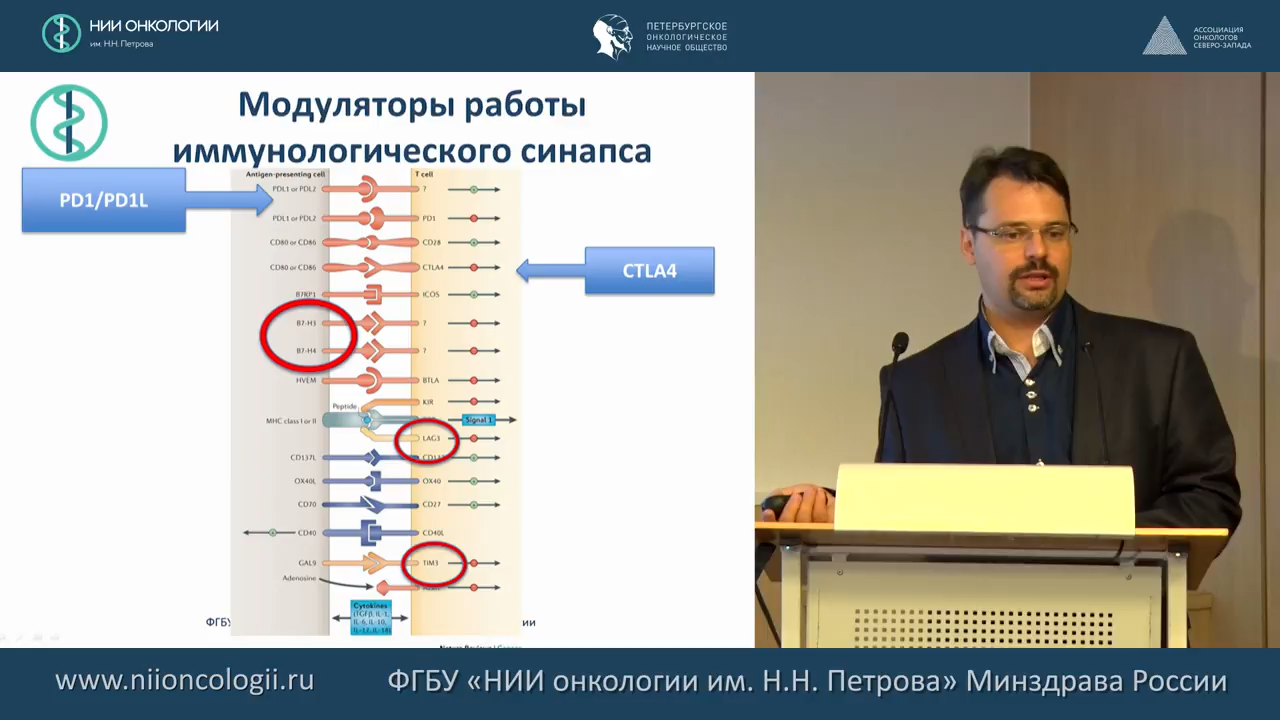 НИИ ОНКОЛОГИИ
им. Н.Н. Петрова
ПЕТЕРБУРГСКОЕ
ОНКОЛОГИЧЕСКОЕ
НАУЧНОЕ ОБЩЕСТВО
АССОЦИАЦИЯ
ОНКОЛОГОВ
СЕВЕРО-ЗАПАДА
Модуляторы работы
иммунологического синапса
PD1/PD1L
CTLA4
Antigen-presenting cell T cell
PDL1 or PDL2 ?
PDL1 or PDL2 PD1
CD80 or CD86 CD28
CD80 or CD86 CTLA4
B7RP1 ICOS
B7-H3 ?
B7-H4 ?
HVEM BTLA
KIR
Peptide
MHC class I or II Signal 1
LAG3
CD137L CD137
OX40L OX40
CD70 CD27
CD40 CD40L
GAL9 TIM3
Adenosine
Cytokines
(TGFβ, IL-1,
IL-6, IL-10,
IL-12, IL-18)
ФГБУ
ии
www.niioncologii.ru
ФГБУ «НИИ онкологии им. Н.Н. Петрова» Минздрава России